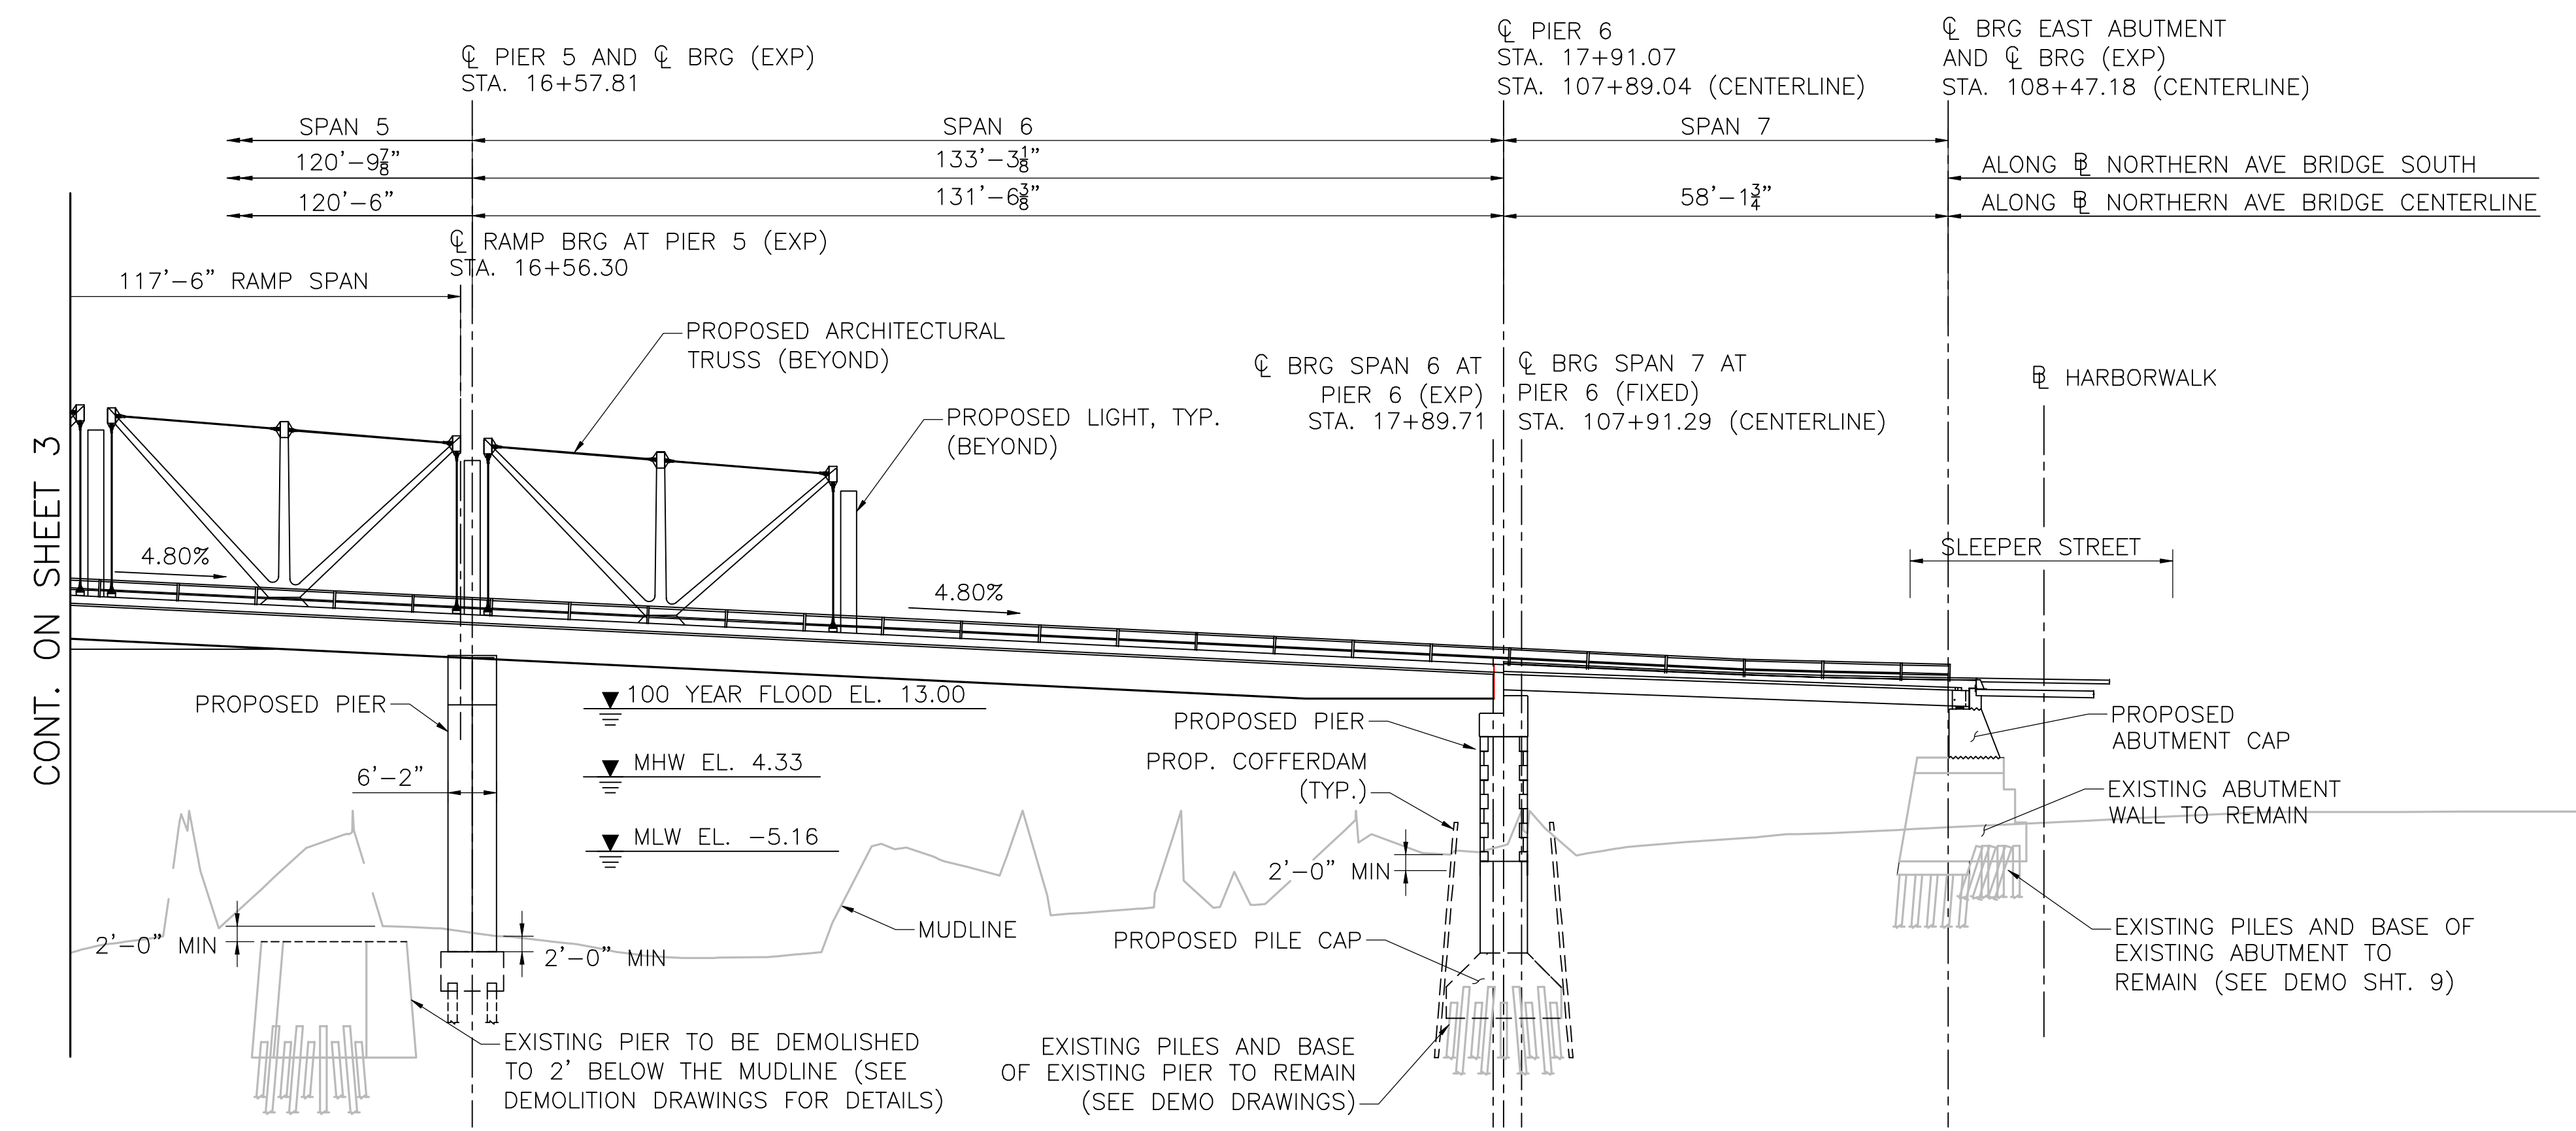 ℄ PIER 5 AND ℄ BRG (EXP)
STA. 16+57.81
℄ PIER 6
STA. 17+91.07
STA. 107+89.04 (CENTERLINE)
℄ BRG EAST ABUTMENT
AND ℄ BRG (EXP)
STA. 108+47.18 (CENTERLINE)
SPAN 5
SPAN 6
SPAN 7
120'-9⅞"
133'-3⅛"
ALONG ⅊ NORTHERN AVE BRIDGE SOUTH
120'-6"
131'-6⅜"
58'-1¾"
ALONG ⅊ NORTHERN AVE BRIDGE CENTERLINE
℄ RAMP BRG AT PIER 5 (EXP)
STA. 16+56.30
117'-6" RAMP SPAN
PROPOSED ARCHITECTURAL
TRUSS (BEYOND)
℄ BRG SPAN 6 AT
PIER 6 (EXP)
STA. 17+89.71
℄ BRG SPAN 7 AT
PIER 6 (FIXED)
STA. 107+91.29 (CENTERLINE)
⅊ HARBORWALK
PROPOSED LIGHT, TYP.
(BEYOND)
CONT. ON SHEET 3
4.80%
4.80%
SLEEPER STREET
PROPOSED PIER
100 YEAR FLOOD EL. 13.00
MHW EL. 4.33
MLW EL. -5.16
6'-2"
PROPOSED PIER
PROP. COFFERDAM
(TYP.)
PROPOSED
ABUTMENT CAP
EXISTING ABUTMENT
WALL TO REMAIN
2'-0" MIN
2'-0" MIN
2'-0" MIN
MUDLINE
PROPOSED PILE CAP
EXISTING PILES AND BASE OF
EXISTING ABUTMENT TO
REMAIN (SEE DEMO SHT. 9)
EXISTING PIER TO BE DEMOLISHED
TO 2' BELOW THE MUDLINE (SEE
DEMOLITION DRAWINGS FOR DETAILS)
EXISTING PILES AND BASE
OF EXISTING PIER TO REMAIN
(SEE DEMO DRAWINGS)